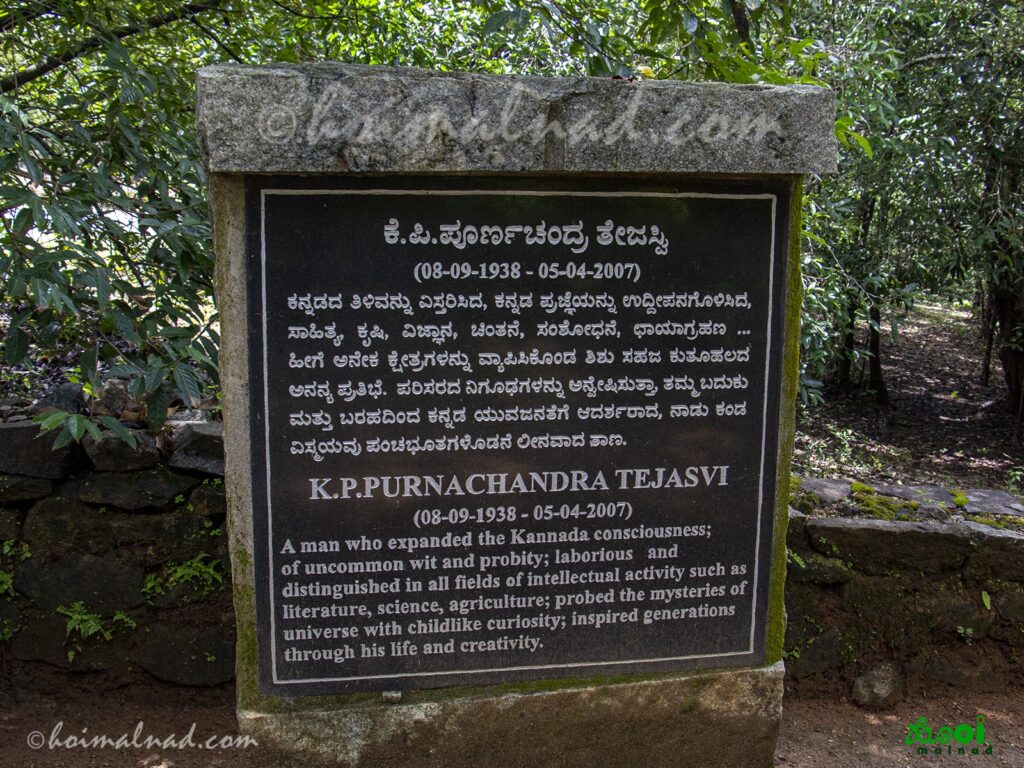 ©hoimalnad.com
ಕೆ.ಪಿ.ಪೂರ್ಣಚಂದ್ರ ತೇಜಸ್ವಿ
(08-09-1938 - 05-04-2007)
ಕನ್ನಡದ ತಿಳಿವನ್ನು ವಿಸ್ತರಿಸಿದ, ಕನ್ನಡ ಪ್ರಜ್ಞೆಯನ್ನು ಉದ್ದೀಪನಗೊಳಿಸಿದ,
ಸಾಹಿತ್ಯ, ಕೃಷಿ, ವಿಜ್ಞಾನ, ಚಿಂತನೆ, ಸಂಶೋಧನೆ, ಛಾಯಾಗ್ರಹಣ ...
ಹೀಗೆ ಅನೇಕ ಕ್ಷೇತ್ರಗಳನ್ನು ವ್ಯಾಪಿಸಿಕೊಂಡ ಶಿಶು ಸಹಜ ಕುತೂಹಲದ
ಅನನ್ಯ ಪ್ರತಿಭೆ. ಪರಿಸರದ ನಿಗೂಢಗಳನ್ನು ಅನ್ವೇಷಿಸುತ್ತಾ, ತಮ್ಮ ಬದುಕು
ಮತ್ತು ಬರಹದಿಂದ ಕನ್ನಡ ಯುವಜನತೆಗೆ ಆದರ್ಶರಾದ, ನಾಡು ಕಂಡ
ವಿಸ್ಮಯವು ಪಂಚಭೂತಗಳೊಡನೆ ಲೀನವಾದ ತಾಣ.
K.P.PURNACHANDRA TEJASVI
(08-09-1938 - 05-04-2007)
A man who expanded the Kannada consciousness;
of uncommon wit and probity; laborious and
distinguished in all fields of intellectual activity such as
literature, science, agriculture; probed the mysteries of
universe with childlike curiosity; inspired generations
through his life and creativity.
©hoimalnad.com
malnad